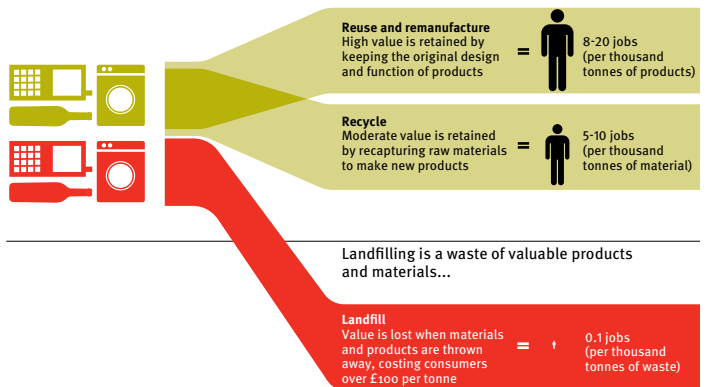 Reuse and remanufacture
High value is retained by
keeping the original design
and function of products
=
8-20 jobs
(per thousand
tonnes of products)
Recycle
Moderate value is retained
by recapturing raw materials
to make new products
=
5-10 jobs
(per thousand
tonnes of material)
Landfilling is a waste of valuable products
and materials...
Landfill
Value is lost when materials
and products are thrown
away, costing consumers
over £100 per tonne
=
0.1 jobs
(per thousand
tonnes of waste)